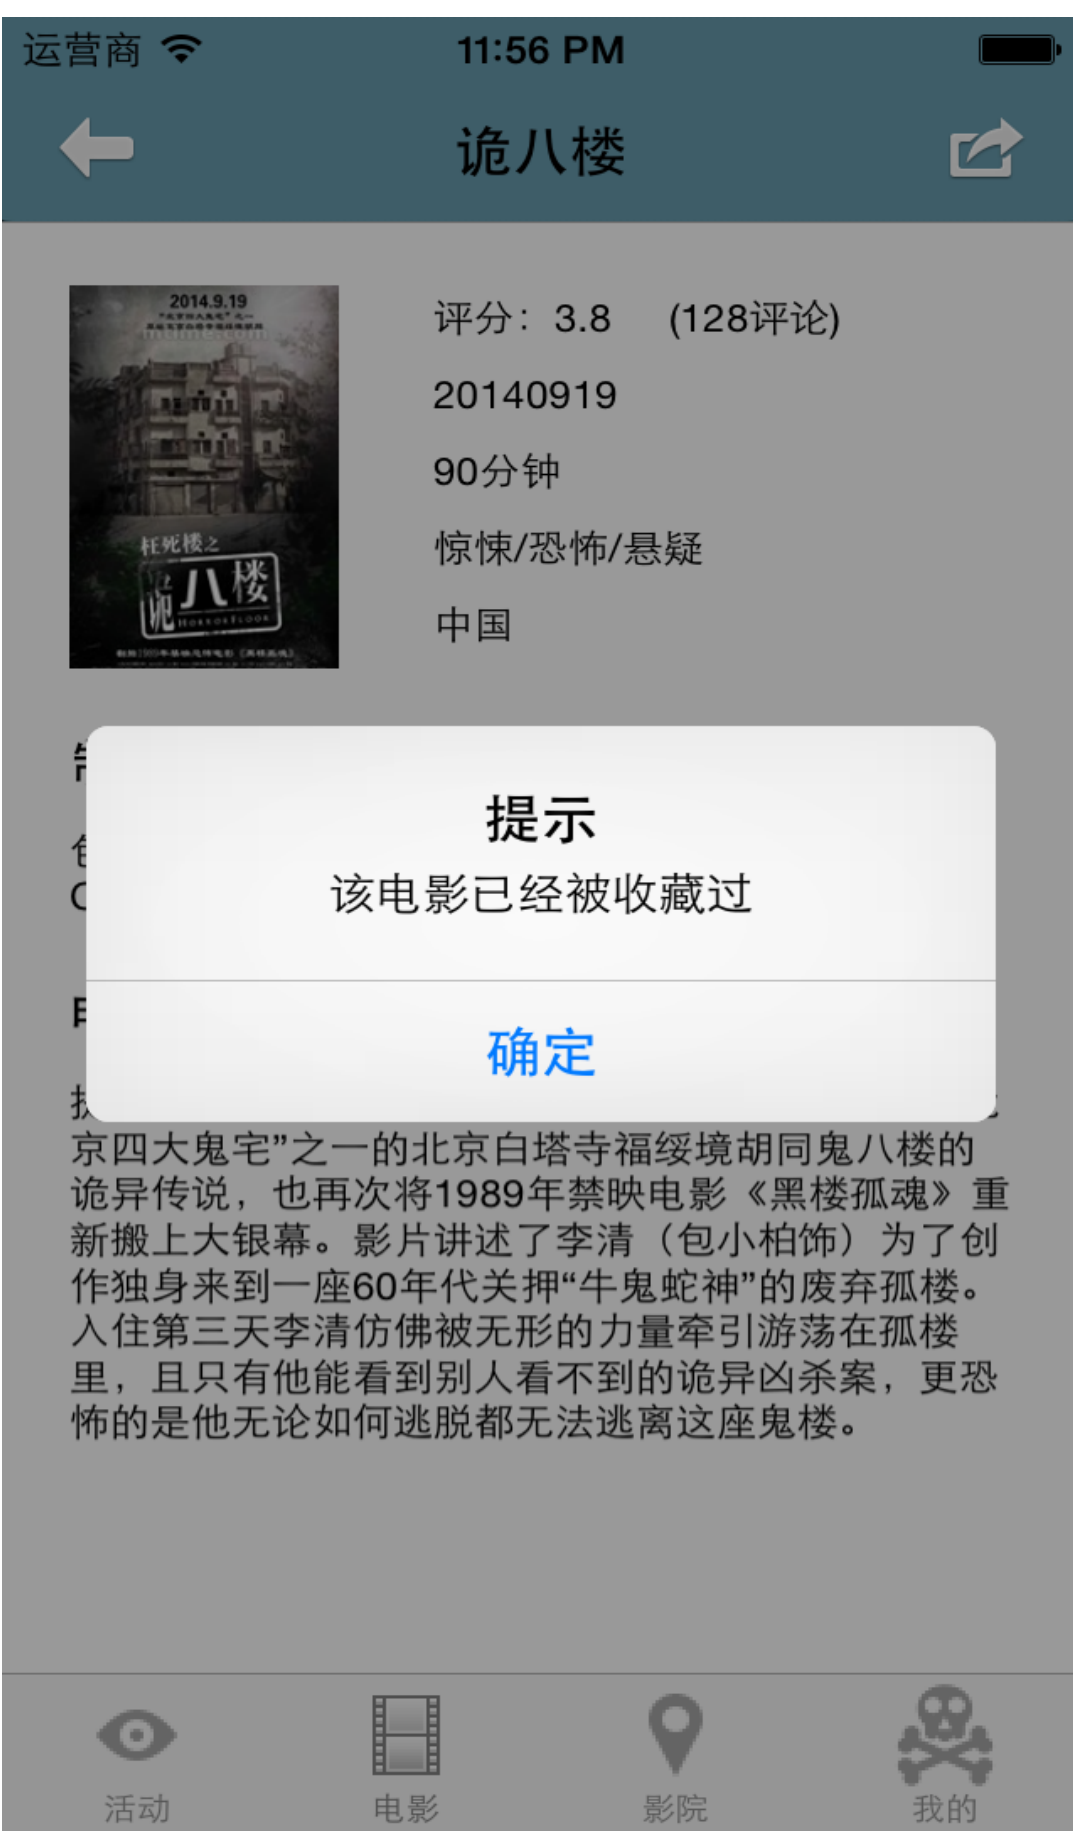 运营商
11:56 PM
诡八楼
2014.9.19
mtime.com
枉死楼之
诡八楼
HORROR FLOOR
评分：3.8 (128评论)
20140919
90分钟
惊悚/恐怖/悬疑
中国
提示
该电影已经被收藏过
确定
京四大鬼宅”之一的北京白塔寺福绥境胡同鬼八楼的
诡异传说，也再次将1989年禁映电影《黑楼孤魂》重
新搬上大银幕。影片讲述了李清（包小柏饰）为了创
作独身来到一座60年代关押“牛鬼蛇神”的废弃孤楼。
入住第三天李清仿佛被无形的力量牵引游荡在孤楼
里，且只有他能看到别人看不到的诡异凶杀案，更恐
怖的是他无论如何逃脱都无法逃离这座鬼楼。
活动
电影
影院
我的